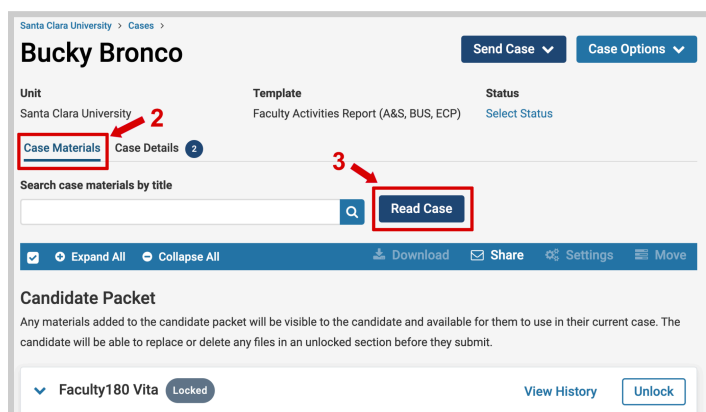 Santa Clara University > Cases >
Bucky Bronco
Send Case
Case Options
Unit
Template
Status
Santa Clara University
Faculty Activities Report (A&S, BUS, ECP)
Select Status
2
Case Materials
Case Details 2
3
Search case materials by title
Read Case
Expand All
Collapse All
Download
Share
Settings
Move
Candidate Packet
Any materials added to the candidate packet will be visible to the candidate and available for them to use in their current case. The
candidate will be able to replace or delete any files in an unlocked section before they submit.
Faculty180 Vita
Locked
View History
Unlock